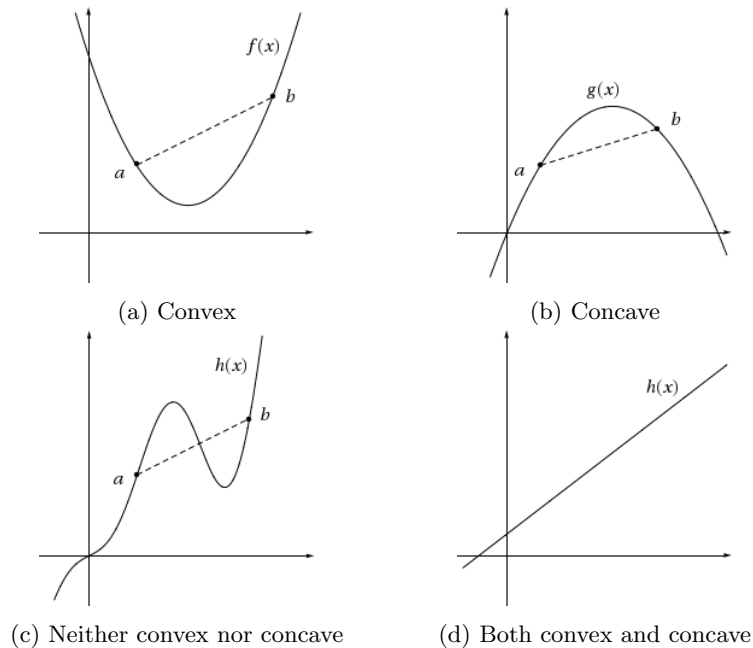 f(x)
b
a
(a) Convex
g(x)
b
a
(b) Concave
h(x)
b
a
(c) Neither convex nor concave
h(x)
(d) Both convex and concave